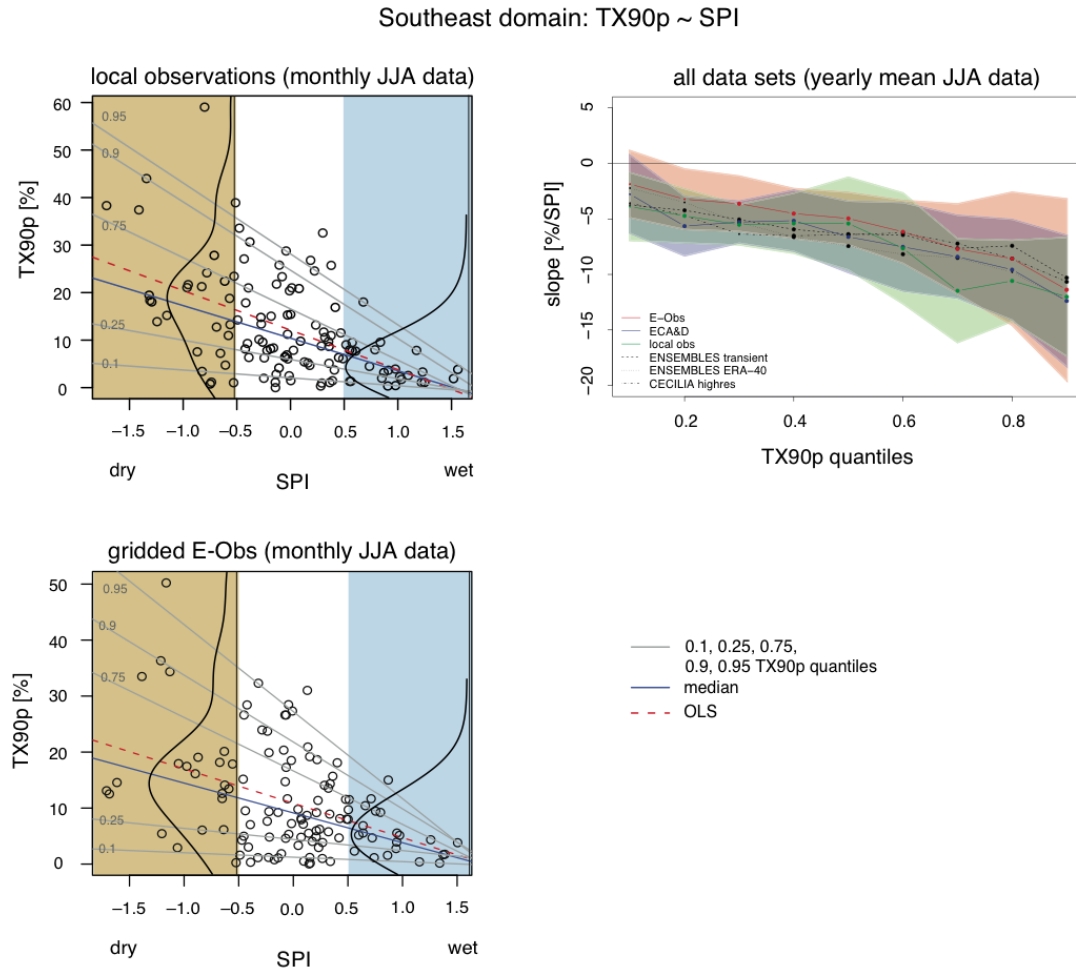 Southeast domain: TX90p ~ SPI
local observations (monthly JJA data)
TX90p [%]
60
50
40
30
20
10
0
0.95
0.9
0.75
0.25
0.1
−1.5 −1.0 −0.5 0.0 0.5 1.0 1.5
dry
wet
SPI
all data sets (yearly mean JJA data)
slope [%/SPI]
5
0
−5
−10
−15
−20
E−Obs
ECA&D
local obs
ENSEMBLES transient
ENSEMBLES ERA−40
CECILIA highres
0.2 0.4 0.6 0.8
TX90p quantiles
gridded E-Obs (monthly JJA data)
TX90p [%]
50
40
30
20
10
0
0.95
0.9
0.75
0.25
0.1
−1.5 −1.0 −0.5 0.0 0.5 1.0 1.5
dry
wet
SPI
0.1, 0.25, 0.75,
0.9, 0.95 TX90p quantiles
median
OLS